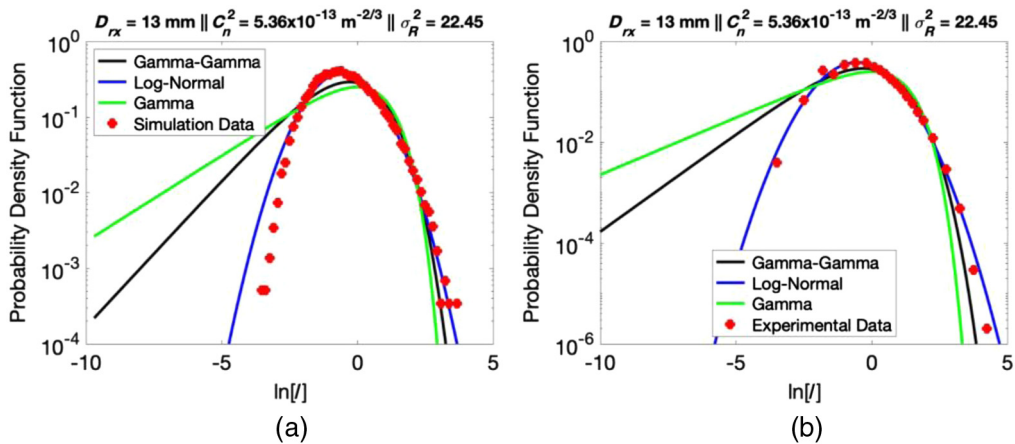 D_rx = 13 mm || C_n^2 = 5.36x10^-13 m^-2/3 || σ_R^2 = 22.45
Probability Density Function
10^0
10^-1
10^-2
10^-3
10^-4
Gamma-Gamma
Log-Normal
Gamma
Simulation Data
-10
-5
0
5
ln[I]
(a)
D_rx = 13 mm || C_n^2 = 5.36x10^-13 m^-2/3 || σ_R^2 = 22.45
Probability Density Function
10^0
10^-2
10^-4
10^-6
Gamma-Gamma
Log-Normal
Gamma
Experimental Data
-10
-5
0
5
ln[I]
(b)